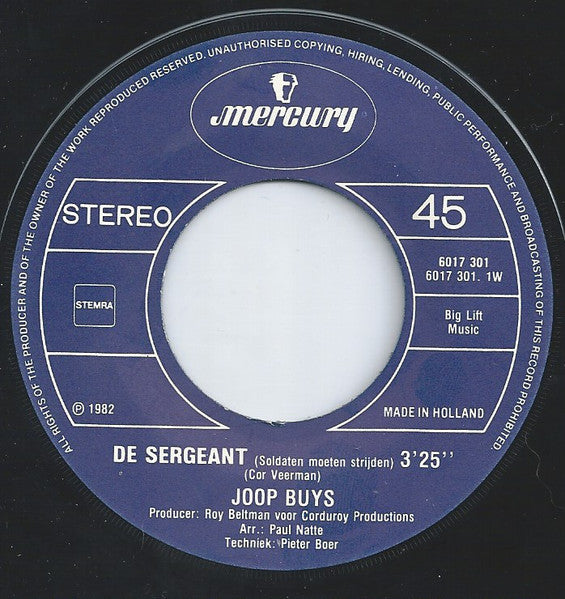 ALL RIGHTS OF THE PRODUCER AND OF THE OWNER OF THE WORK REPRODUCED RESERVED. UNAUTHORISED COPYING, HIRING, LENDING, PUBLIC PERFORMANCE AND BROADCASTING OF THIS RECORD PROHIBITED.
mercury
STEREO
45
6017 301
6017 301. 1W
STEMRA
Big Lift
Music
℗ 1982
MADE IN HOLLAND
DE SERGEANT (Soldaten moeten strijden) 3'25''
(Cor Veerman)
JOOP BUYS
Producer: Roy Beltman voor Corduroy Productions
Arr.: Paul Natte
Techniek: Pieter Boer